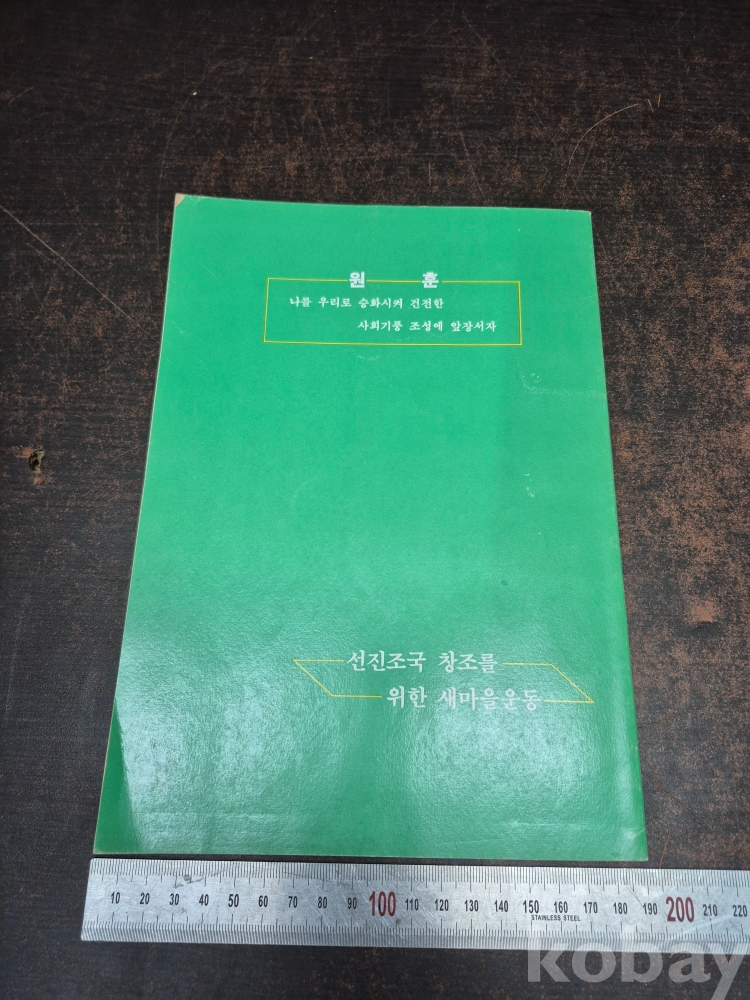 원 훈
나를 우리로 승화시켜 건전한
사회기풍 조성에 앞장서자
선진조국 창조를
위한 새마을운동
10 20 30 40 50 60 70 80 90 100 110 120 130 140 150 160 170 180 190 200 210 220
STAINLESS STEEL
kobay